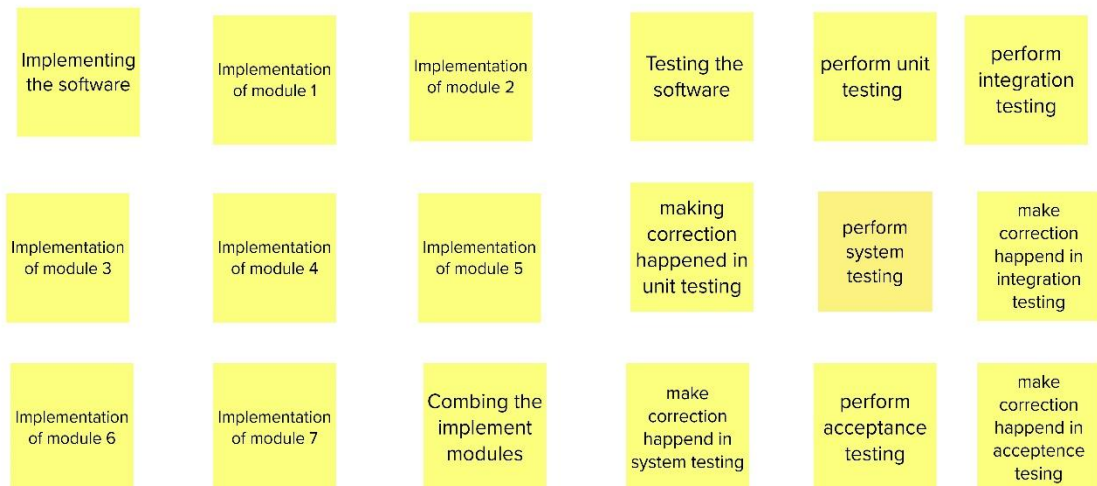 Implementing
the software
Implementation
of module 1
Implementation
of module 2
Testing the
software
perform unit
testing
perform
integration
testing
Implementation
of module 3
Implementation
of module 4
Implementation
of module 5
making
correction
happened in
unit testing
perform
system
testing
make
correction
happend in
integration
testing
Implementation
of module 6
Implementation
of module 7
Combing the
implement
modules
make
correction
happend in
system testing
perform
acceptance
testing
make
correction
happend in
acceptence
tesing